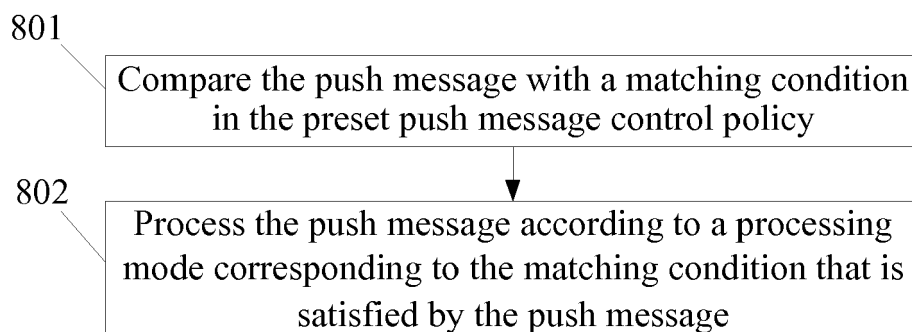 801
Compare the push message with a matching condition
in the preset push message control policy
802
Process the push message according to a processing
mode corresponding to the matching condition that is
satisfied by the push message